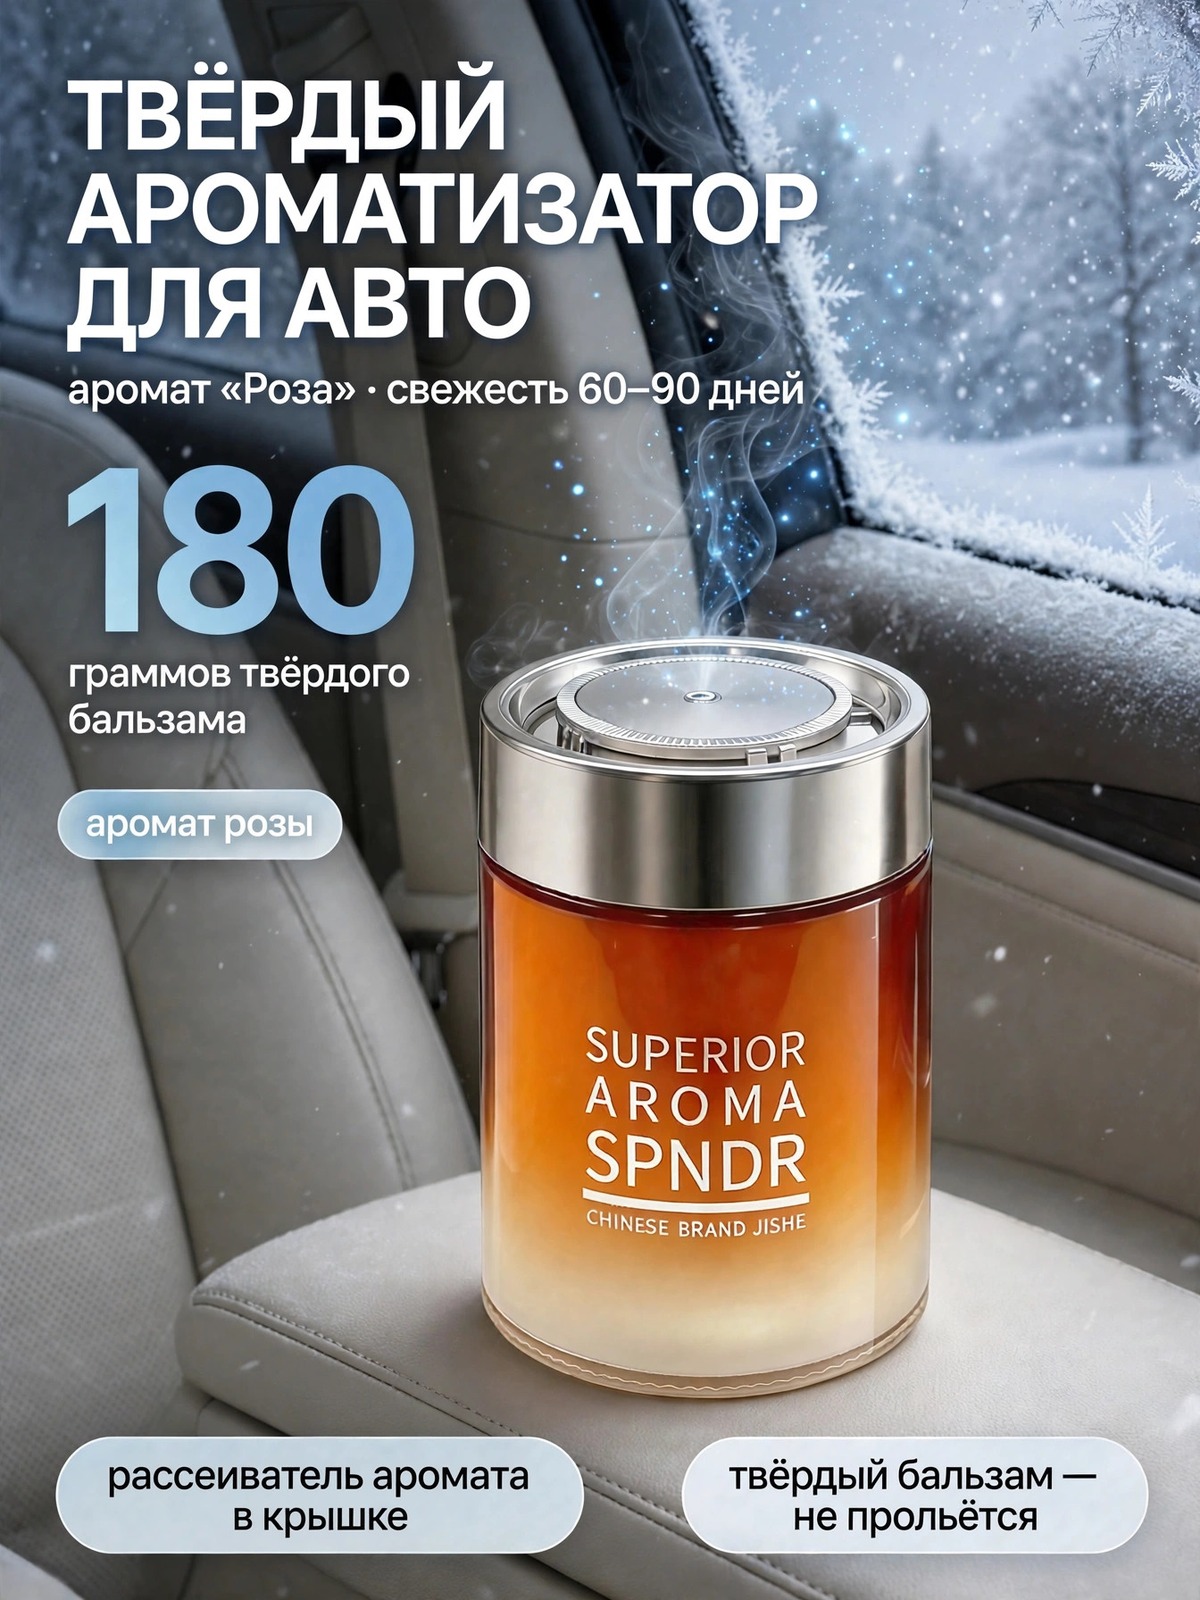 ТВЁРДЫЙ
АРОМАТИЗАТОР
ДЛЯ АВТО
аромат «Роза» · свежесть 60–90 дней
180
граммов твёрдого
бальзама
аромат розы
SUPERIOR
AROMA
SPNDR
CHINESE BRAND JISHE
рассеиватель аромата
в крышке
твёрдый бальзам —
не прольётся